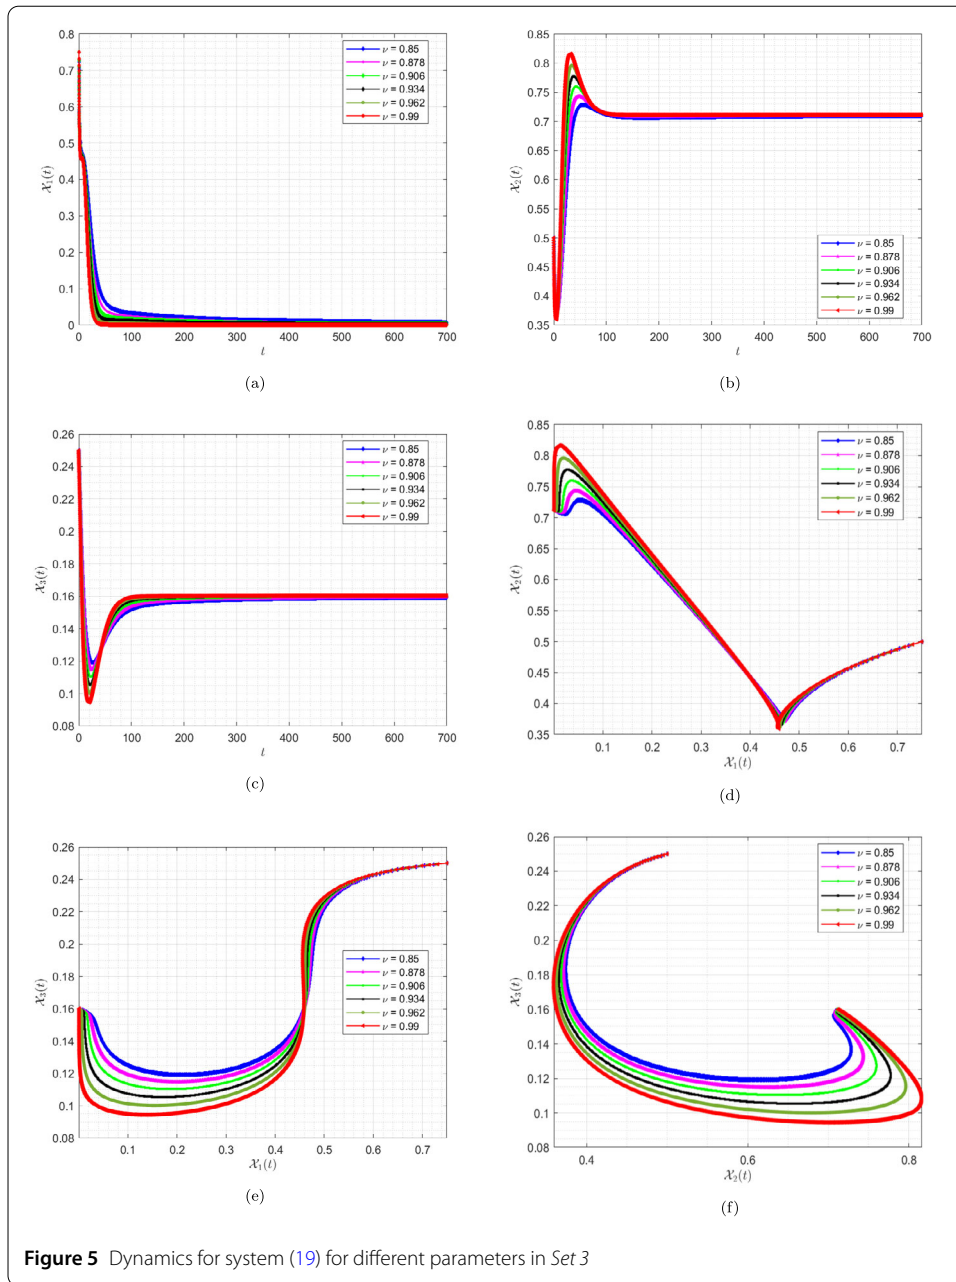 0.8
0.7
0.6
0.5
0.4
0.3
0.2
0.1
0
𝒳₁(t)
0 100 200 300 400 500 600 700
t
ν = 0.85
ν = 0.878
ν = 0.906
ν = 0.934
ν = 0.962
ν = 0.99
(a)
0.85
0.8
0.75
0.7
0.65
0.6
0.55
0.5
0.45
0.4
0.35
𝒳₂(t)
0 100 200 300 400 500 600 700
t
ν = 0.85
ν = 0.878
ν = 0.906
ν = 0.934
ν = 0.962
ν = 0.99
(b)
0.26
0.24
0.22
0.2
0.18
0.16
0.14
0.12
0.1
0.08
𝒳₃(t)
0 100 200 300 400 500 600 700
t
ν = 0.85
ν = 0.878
ν = 0.906
ν = 0.934
ν = 0.962
ν = 0.99
(c)
0.85
0.8
0.75
0.7
0.65
0.6
0.55
0.5
0.45
0.4
0.35
𝒳₂(t)
0.1 0.2 0.3 0.4 0.5 0.6 0.7
𝒳₁(t)
ν = 0.85
ν = 0.878
ν = 0.906
ν = 0.934
ν = 0.962
ν = 0.99
(d)
0.26
0.24
0.22
0.2
0.18
0.16
0.14
0.12
0.1
0.08
𝒳₃(t)
0.1 0.2 0.3 0.4 0.5 0.6 0.7
𝒳₁(t)
ν = 0.85
ν = 0.878
ν = 0.906
ν = 0.934
ν = 0.962
ν = 0.99
(e)
0.26
0.24
0.22
0.2
0.18
0.16
0.14
0.12
0.1
0.08
𝒳₃(t)
0.4 0.6 0.8
𝒳₂(t)
ν = 0.85
ν = 0.878
ν = 0.906
ν = 0.934
ν = 0.962
ν = 0.99
(f)
Figure 5 Dynamics for system (19) for different parameters in Set 3